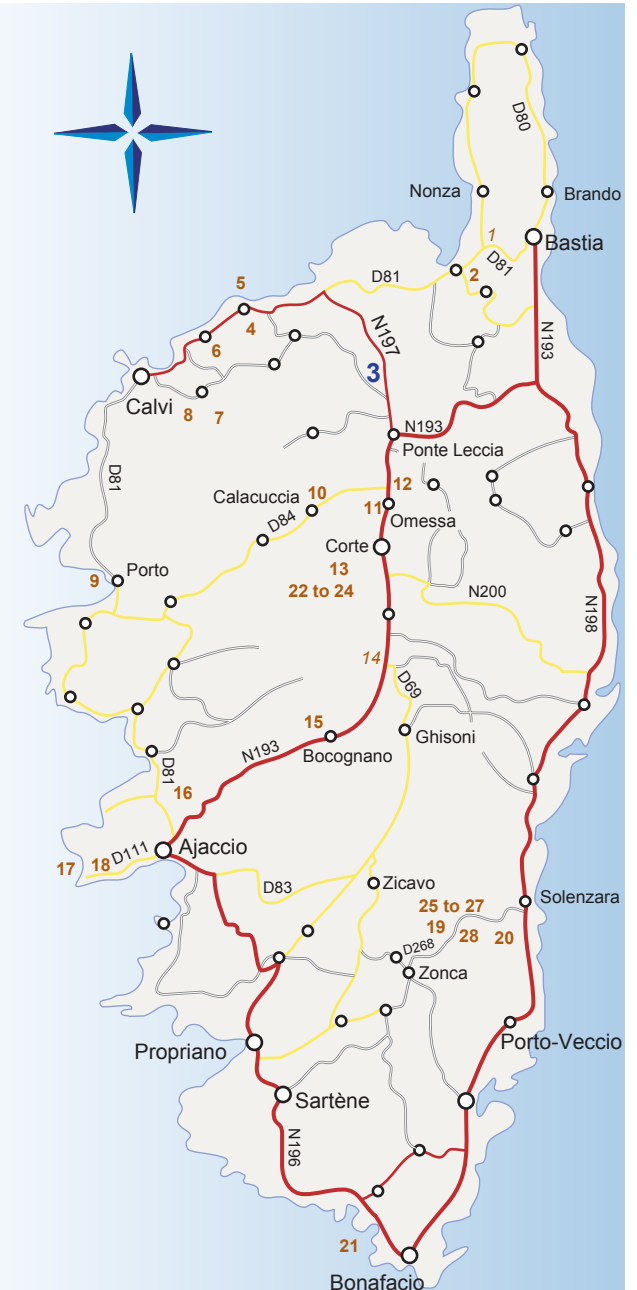 D80
Nonza
Brando
1
Bastia
D81
2
D81
5
4
N197
N193
6
3
Calvi
8
7
N193
Ponte Leccia
D81
12
10
Calacuccia
11
D84
Omessa
Corte
13
9
Porto
22 to 24
N200
N198
14
D69
15
Ghisoni
Bocognano
N193
D81
16
Ajaccio
D111
18
17
D83
Zicavo
25 to 27
Solenzara
19
28
20
D268
Zonca
Porto-Veccio
Propriano
Sartène
N196
21
Bonafacio